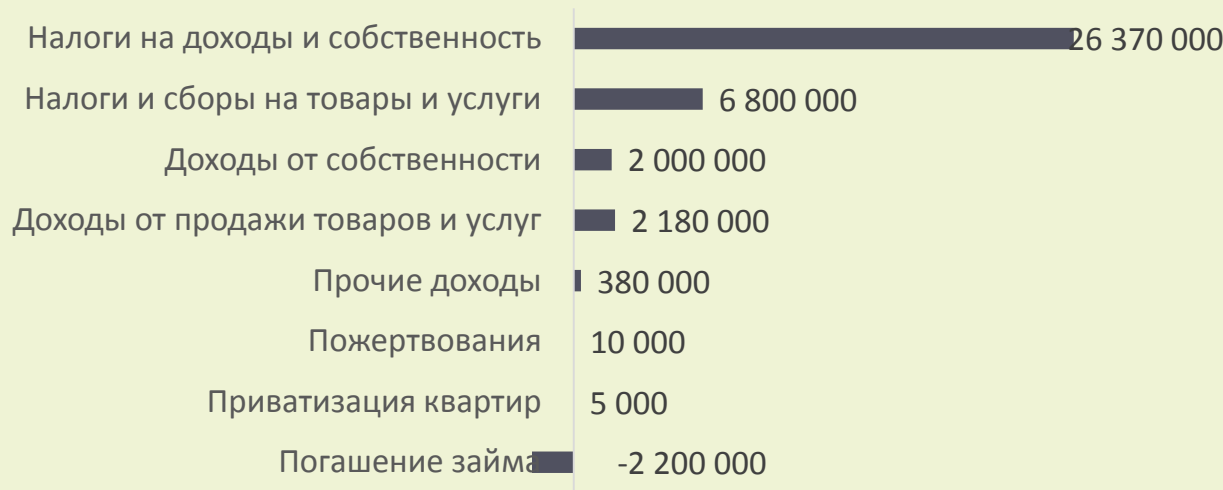 Налоги на доходы и собственность 26 370 000
Налоги и сборы на товары и услуги 6 800 000
Доходы от собственности 2 000 000
Доходы от продажи товаров и услуг 2 180 000
Прочие доходы 380 000
Пожертвования 10 000
Приватизация квартир 5 000
Погашение займа -2 200 000